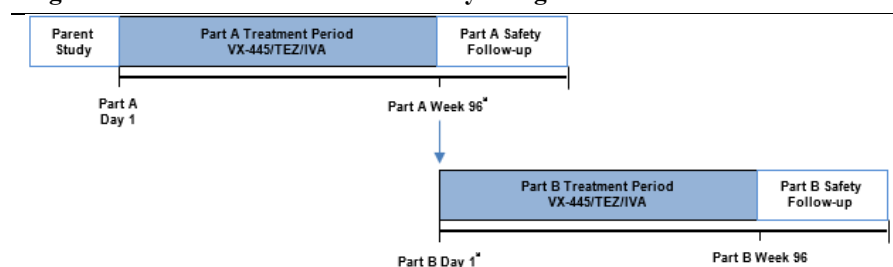 Parent
Study
Part A Treatment Period
VX-445/TEZ/IVA
Part A Safety
Follow-up
Part A
Day 1
Part A Week 96
Part B Treatment Period
VX-445/TEZ/IVA
Part B Safety
Follow-up
Part B Day 1
Part B Week 96